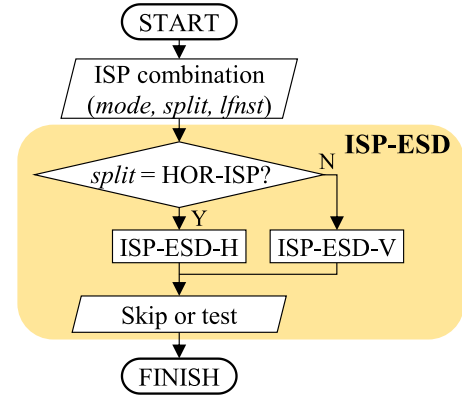 START
ISP combination
(mode, split, lfnst)
ISP-ESD
split = HOR-ISP?
N
Y
ISP-ESD-H
ISP-ESD-V
Skip or test
FINISH